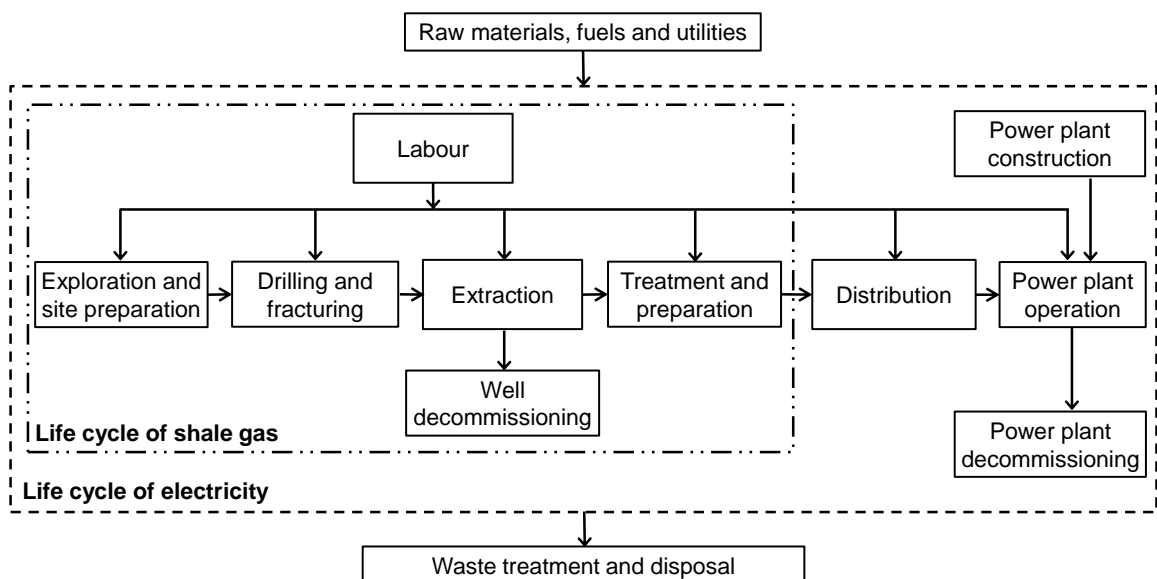 Raw materials, fuels and utilities
Labour
Power plant
construction
Exploration and
site preparation
Drilling and
fracturing
Extraction
Treatment and
preparation
Distribution
Power plant
operation
Well
decommissioning
Power plant
decommissioning
Life cycle of shale gas
Life cycle of electricity
Waste treatment and disposal